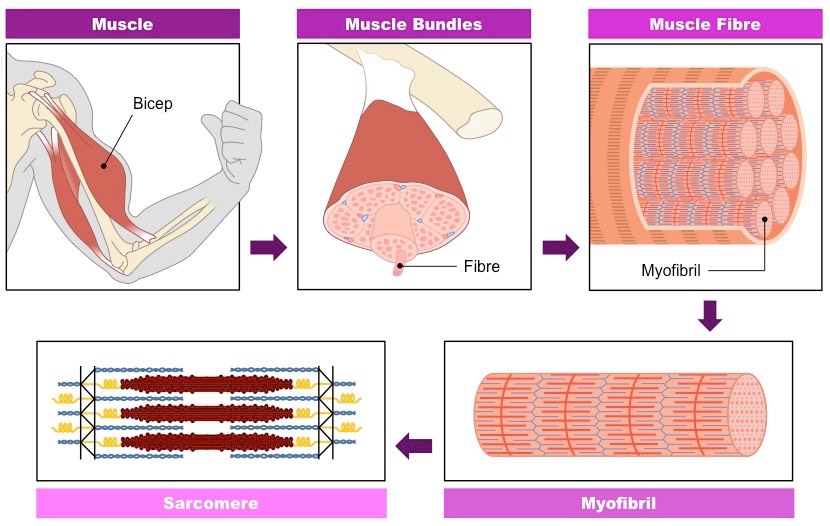 Muscle
Muscle Bundles
Muscle Fibre
Bicep
Fibre
Myofibril
Sarcomere
Myofibril